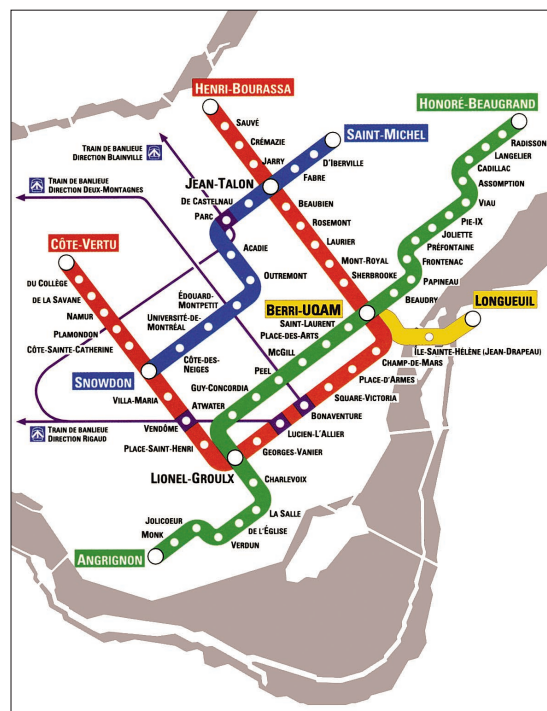 HENRI-BOURASSA
SAUVÉ
CRÉMAZIE
JARRY
JEAN-TALON
BEAUBIEN
ROSEMONT
LAURIER
MONT-ROYAL
SHERBROOKE
BERRI-UQAM
CHAMP-DE-MARS
PLACE-D'ARMES
SQUARE-VICTORIA
BONAVENTURE
LUCIEN-L'ALLIER
GEORGES-VANIER
LIONEL-GROULX
PLACE-SAINT-HENRI
VENDÔME
VILLA-MARIA
SNOWDON
CÔTE-SAINTE-CATHERINE
PLAMONDON
NAMUR
DE LA SAVANE
DU COLLÈGE
CÔTE-VERTU
SAINT-MICHEL
D'IBERVILLE
FABRE
DE CASTELNAU
PARC
ACADIE
OUTREMONT
ÉDOUARD-
MONTPETIT
UNIVERSITÉ-DE-
MONTRÉAL
CÔTE-DES-
NEIGES
HONORÉ-BEAUGRAND
RADISSON
LANGELIER
CADILLAC
ASSOMPTION
VIAU
PIE-IX
JOLIETTE
PRÉFONTAINE
FRONTENAC
PAPINEAU
BEAUDRY
SAINT-LAURENT
PLACE-DES-ARTS
McGILL
PEEL
GUY-CONCORDIA
ATWATER
CHARLEVOIX
LA SALLE
DE L'ÉGLISE
VERDUN
JOLICOEUR
MONK
ANGRIGNON
LONGUEUIL
ÎLE-SAINTE-HÉLÈNE (JEAN-DRAPEAU)
TRAIN DE BANLIEUE
DIRECTION BLAINVILLE
TRAIN DE BANLIEUE
DIRECTION DEUX-MONTAGNES
TRAIN DE BANLIEUE
DIRECTION RIGAUD